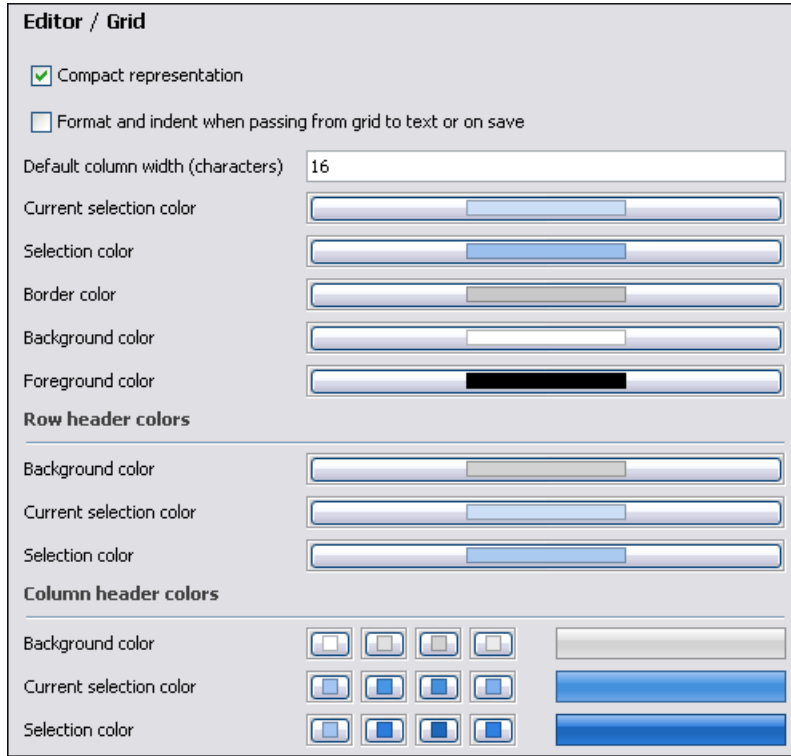 Editor / Grid
Compact representation
Format and indent when passing from grid to text or on save
Default column width (characters) 16
Current selection color
Selection color
Border color
Background color
Foreground color
Row header colors
Background color
Current selection color
Selection color
Column header colors
Background color
Current selection color
Selection color